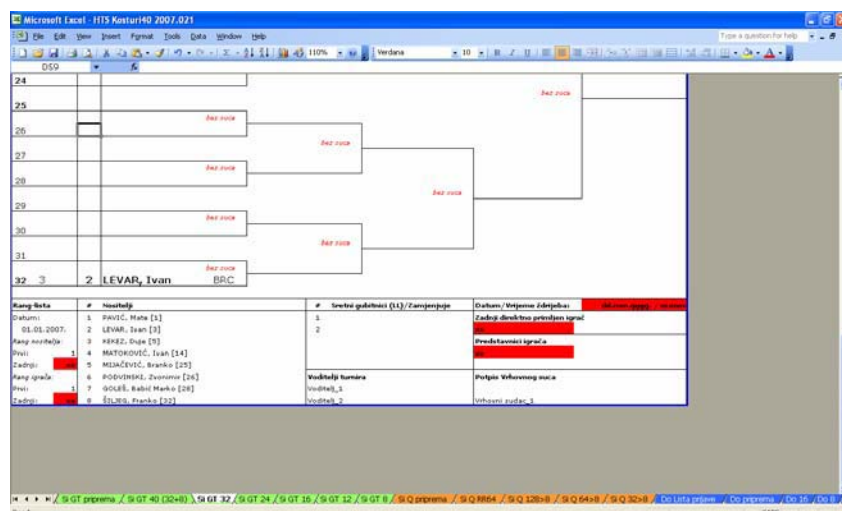 Microsoft Excel - HTS Kosturi40 2007.021
File Edit View Insert Format Tools Data Window Help
Type a question for help
110% Verdana 10
D59 fx
24
bez suca
25
bez suca
26
bez suca
27
bez suca
28
bez suca
29
bez suca
30
bez suca
31
bez suca
32 3 2 LEVAR, Ivan BRC
Rang-lista # Nositelji # Sretni gubitnici (LL)/Zamjenjuje Datum/Vrijeme ždrijeba:
Datum: 1 PAVIĆ, Mate [1] 1 Zadnji direktno primljen igrač
01.01.2007. 2 LEVAR, Ivan [3] 2
Rang nositelja: 3 KEKEZ, Duje [5] Predstavnici igrača
Prvi: 1 4 MATOKOVIĆ, Ivan [14]
Zadnji: 5 MIJAČEVIĆ, Branko [25]
Rang igrača: 6 PODVINSKI, Zvonimir [26] Voditelji turnira Potpis Vrhovnog suca
Prvi: 1 7 GOLEŠ, Babić Marko [28] Voditelj_1
Zadnji: 8 ŠILJEG, Franko [32] Voditelj_2 Vrhovni sudac_1
Si GT priprema Si GT 40 (32+8) Si GT 32 Si GT 24 Si GT 16 Si GT 12 Si GT 8 Si Q priprema Si Q RR64 Si Q 128>8 Si Q 64>8 Si Q 32>8 Do Lista prijave Do priprema Do 16 Do 8